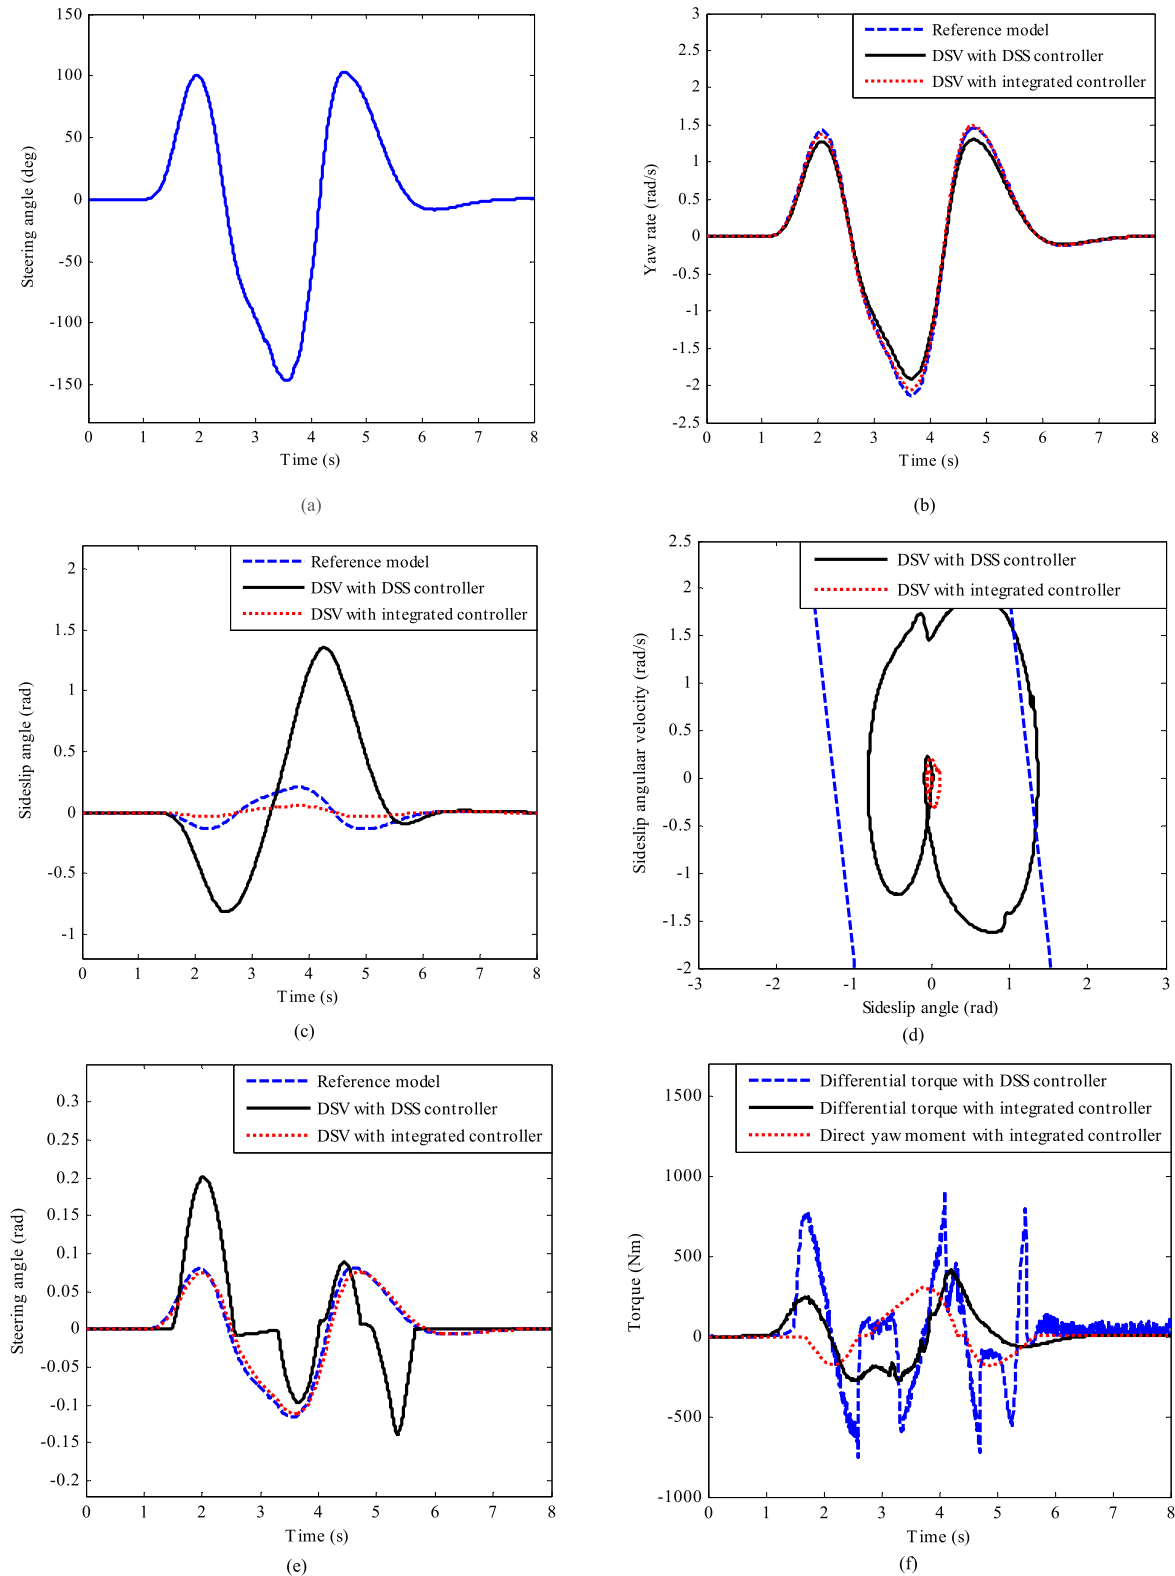 150
100
50
0
-50
-100
-150
Steering angle (deg)
0 1 2 3 4 5 6 7 8
Time (s)
(a)
3
2.5
2
1.5
1
0.5
0
-0.5
-1
-1.5
-2
-2.5
Yaw rate (rad/s)
Reference model
DSV with DSS controller
DSV with integrated controller
0 1 2 3 4 5 6 7 8
Time (s)
(b)
2
1.5
1
0.5
0
-0.5
-1
Sideslip angle (rad)
Reference model
DSV with DSS controller
DSV with integrated controller
0 1 2 3 4 5 6 7 8
Time (s)
(c)
2.5
2
1.5
1
0.5
0
-0.5
-1
-1.5
-2
Sideslip angulaar velocity (rad/s)
DSV with DSS controller
DSV with integrated controller
-3 -2 -1 0 1 2 3
Sideslip angle (rad)
(d)
0.3
0.25
0.2
0.15
0.1
0.05
0
-0.05
-0.1
-0.15
-0.2
Steering angle (rad)
Reference model
DSV with DSS controller
DSV with integrated controller
0 1 2 3 4 5 6 7 8
Time (s)
(e)
1500
1000
500
0
-500
-1000
Torque (Nm)
Differential torque with DSS controller
Differential torque with integrated controller
Direct yaw moment with integrated controller
0 1 2 3 4 5 6 7 8
Time (s)
(f)